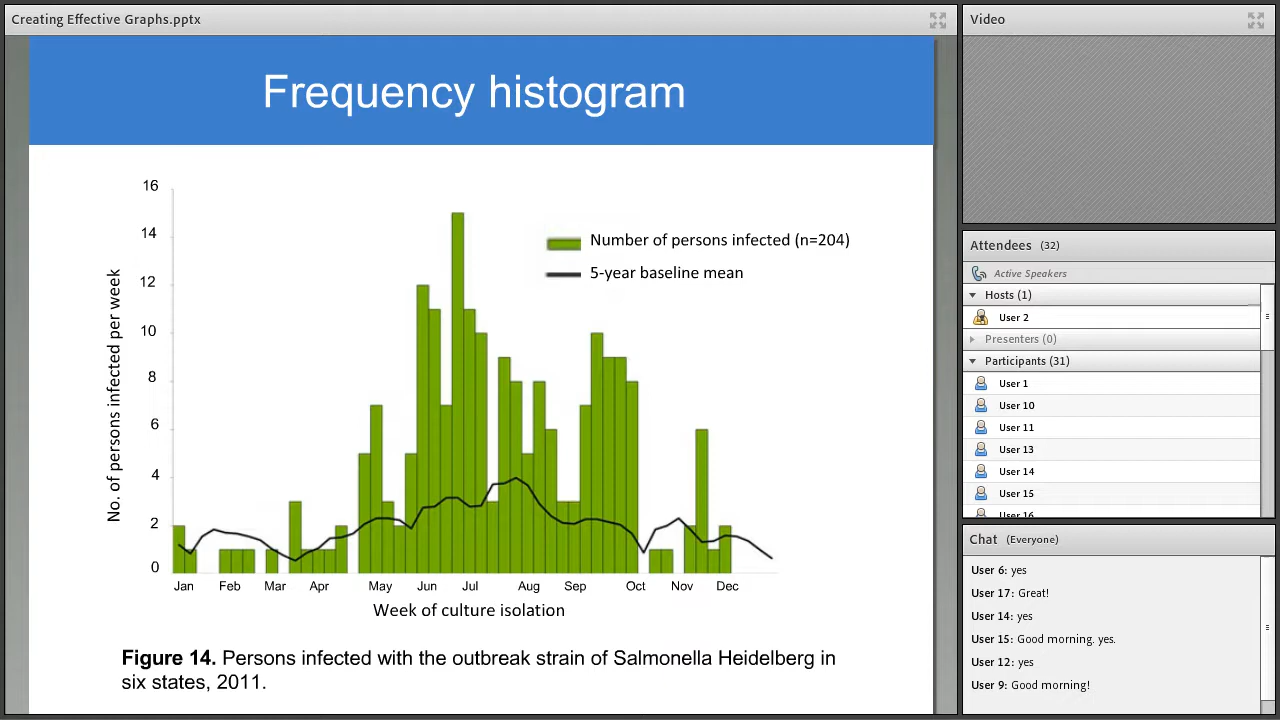 Creating Effective Graphs.pptx
Frequency histogram
16
14
12
10
8
6
4
2
0
No. of persons infected per week
Number of persons infected (n=204)
5-year baseline mean
Jan Feb Mar Apr May Jun Jul Aug Sep Oct Nov Dec
Week of culture isolation
Figure 14. Persons infected with the outbreak strain of Salmonella Heidelberg in
six states, 2011.
Video
Attendees (32)
Active Speakers
Hosts (1)
User 2
Presenters (0)
Participants (31)
User 1
User 10
User 11
User 13
User 14
User 15
User 16
Chat (Everyone)
User 6: yes
User 17: Great!
User 14: yes
User 15: Good morning. yes.
User 12: yes
User 9: Good morning!